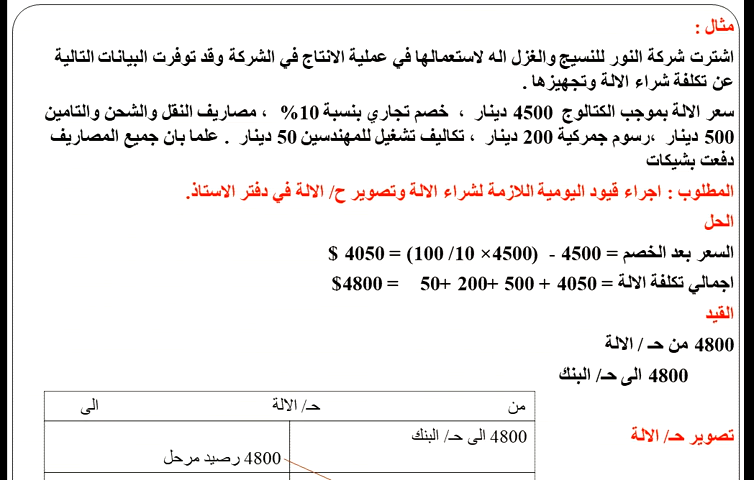 مثال :
اشترت شركة النور للنسيج والغزل اله لاستعمالها في عملية الانتاج في الشركة وقد توفرت البيانات التالية
عن تكلفة شراء الالة وتجهيزها .
سعر الالة بموجب الكتالوج 4500 دينار ، خصم تجاري بنسبة 10% ، مصاريف النقل والشحن والتامين
500 دينار ،رسوم جمركية 200 دينار ، تكاليف تشغيل للمهندسين 50 دينار . علما بان جميع المصاريف
دفعت بشيكات
المطلوب : اجراء قيود اليومية اللازمة لشراء الالة وتصوير ح/ الالة في دفتر الاستاذ.
الحل
السعر بعد الخصم = 4500 - (4500× 10/ 100) = 4050 $
اجمالي تكلفة الالة = 4050 + 500 +200 +50 = 4800$
القيد
4800 من حـ / الالة
4800 الى حـ/ البنك
من حـ/ الالة الى
تصوير حـ/ الالة
4800 الى حـ/ البنك
4800 رصيد مرحل